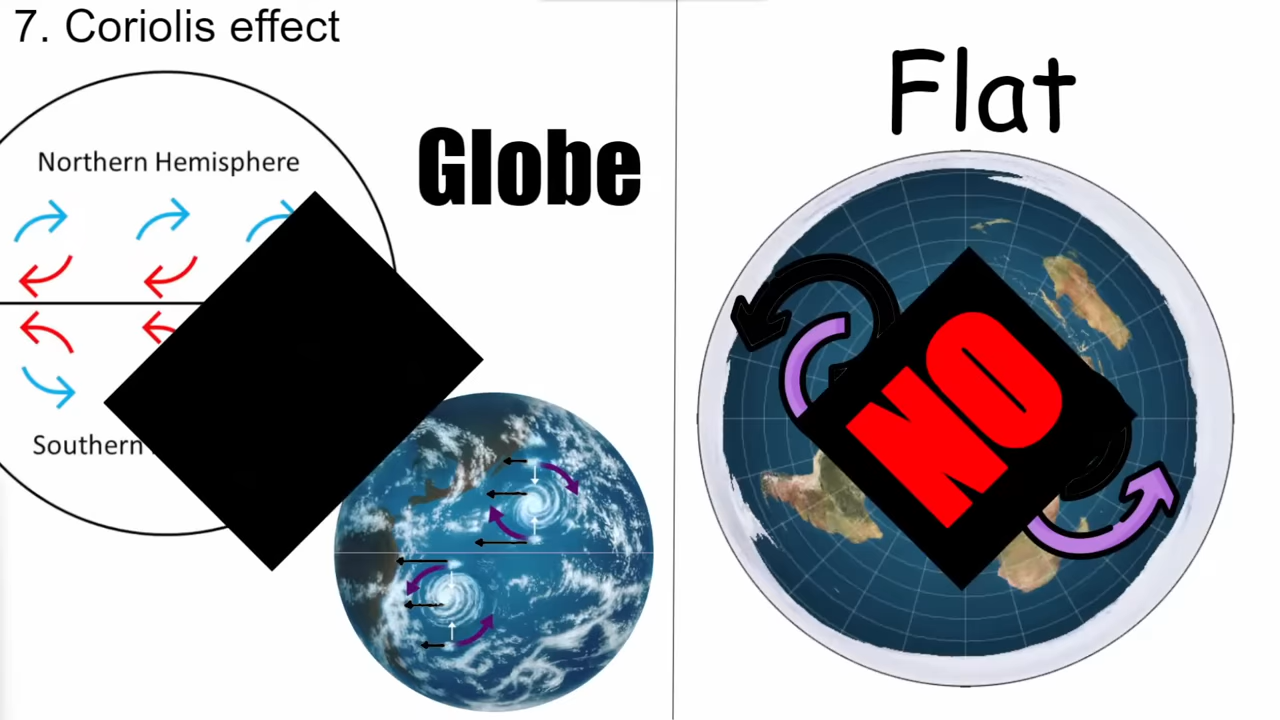 7. Coriolis effect
Northern Hemisphere
Southern
Globe
Flat
NO